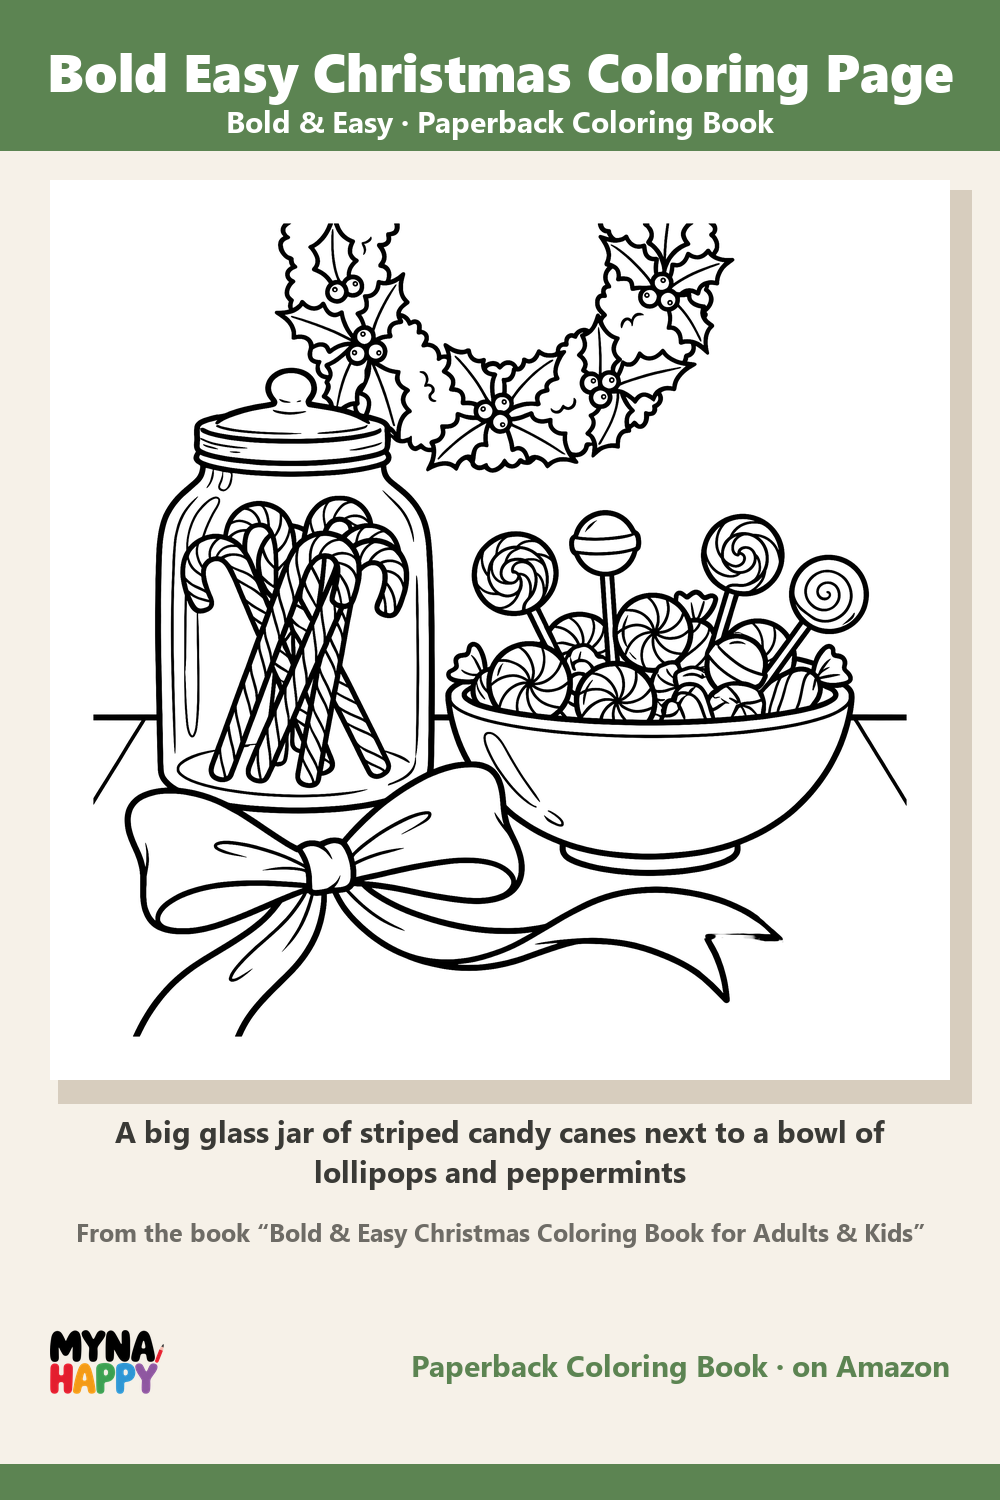 Bold Easy Christmas Coloring Page
Bold & Easy · Paperback Coloring Book
A big glass jar of striped candy canes next to a bowl of
lollipops and peppermints
From the book “Bold & Easy Christmas Coloring Book for Adults & Kids”
MYNA
HAPPY
Paperback Coloring Book · on Amazon